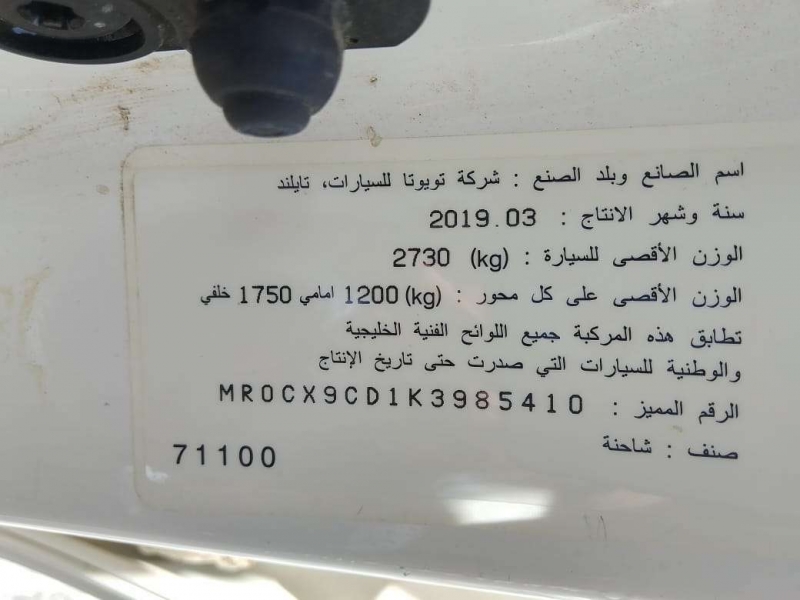 اسم الصانع وبلد الصنع : شركة تويوتا للسيارات، تايلند
سنة وشهر الانتاج : 2019.03
الوزن الأقصى للسيارة : (kg) 2730
الوزن الأقصى على كل محور : (kg) 1200 امامي 1750 خلفي
تطابق هذه المركبة جميع اللوائح الفنية الخليجية
والوطنية للسيارات التي صدرت حتى تاريخ الإنتاج
الرقم المميز : MR0CX9CD1K3985410
صنف : شاحنة
71100